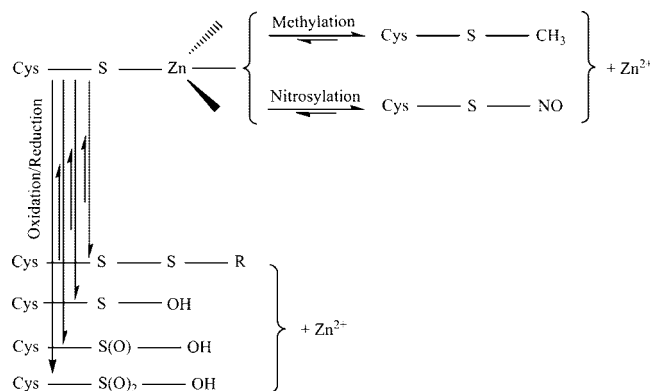 Methylation
Cys S CH3
Cys S Zn + Zn2+
Nitrosylation
Cys S NO
Oxidation/Reduction
Cys S S R
Cys S OH
+ Zn2+
Cys S(O) OH
Cys S(O)2 OH